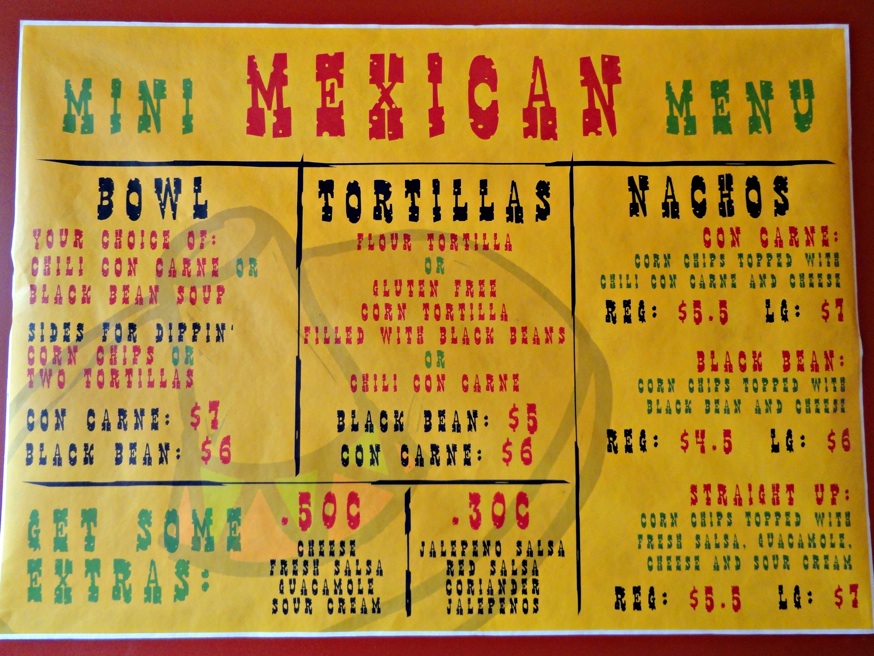 MINI MEXICAN MENU
BOWL
YOUR CHOICE OF:
CHILI CON CARNE OR
BLACK BEAN SOUP
SIDES FOR DIPPIN'
CORN CHIPS OR
TWO TORTILLAS
CON CARNE: $7
BLACK BEAN: $6
TORTILLAS
FLOUR TORTILLA
OR
GLUTEN FREE
CORN TORTILLA
FILLED WITH BLACK BEANS
OR
CHILI CON CARNE
BLACK BEAN: $5
CON CARNE: $6
NACHOS
CON CARNE:
CORN CHIPS TOPPED WITH
CHILI CON CARNE AND CHEESE
REG: $5.5 LG: $7
BLACK BEAN:
CORN CHIPS TOPPED WITH
BLACK BEAN AND CHEESE
REG: $4.5 LG: $6
STRAIGHT UP:
CORN CHIPS TOPPED WITH
FRESH SALSA, GUACAMOLE,
CHEESE AND SOUR CREAM
REG: $5.5 LG: $7
GET SOME
EXTRAS:
.50C
CHEESE
FRESH SALSA
GUACAMOLE
SOUR CREAM
.30C
JALEPENO SALSA
RED SALSA
CORIANDER
JALEPENOS